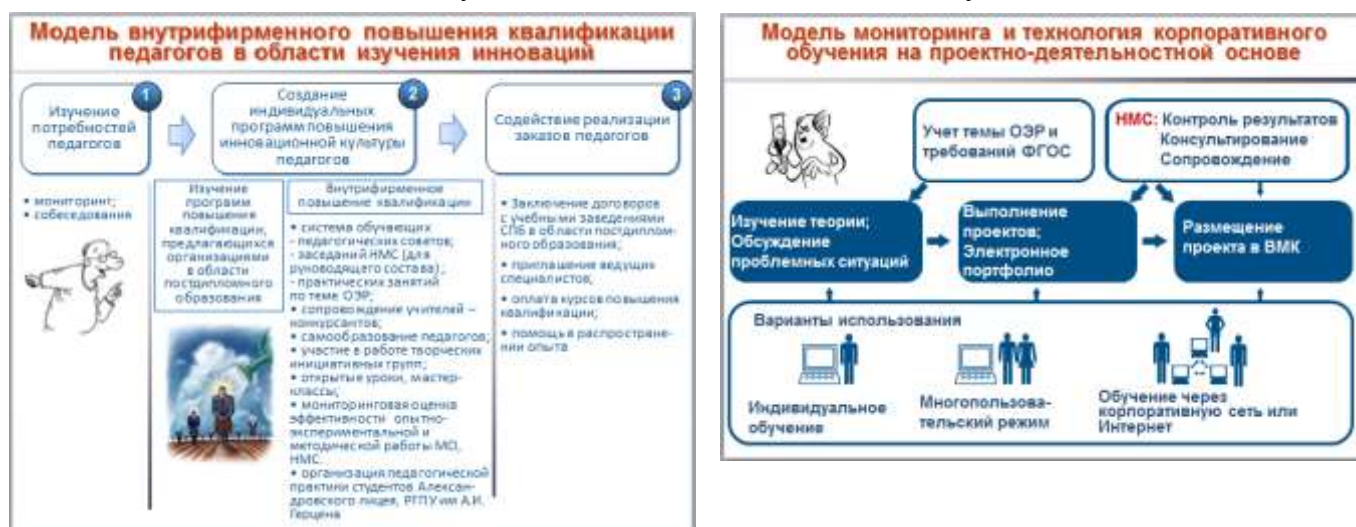 Модель внутрифирменного повышения квалификации
педагогов в области изучения инноваций
1
Изучение
потребностей
педагогов
2
Создание
индивидуальных
программ повышения
инновационной культуры
педагогов
3
Содействие реализации
заказов педагогов
• мониторинг;
• собеседования
Изучение
программ
повышения
квалификации,
предлагающихся
организациями
в области
постдипломного
образования
Внутрифирменное
повышение квалификации
• система обучающих
- педагогических советов;
- заседаний НМС (для
руководящего состава);
- практических занятий
по теме ОЭР;
• сопровождение учителей –
конкурсантов;
• самообразование педагогов;
• участие в работе творческих
инициативных групп;
• открытые уроки, мастер-
классы;
• мониторинговая оценка
эффективности опытно-
экспериментальной и
методической работы МО,
НМС.
• организация педагогической
практики студентов Алексан-
дровского лицея, РГПУ им А.И.
Герцена
• Заключение договоров
с учебными заведениями
СПБ в области постдиплом-
ного образования;
• приглашение ведущих
специалистов;
• оплата курсов повышения
квалификации;
• помощь в распростране-
нии опыта
Модель мониторинга и технология корпоративного
обучения на проектно-деятельностной основе
Учет темы ОЭР и
требований ФГОС
НМС: Контроль результатов
Консультирование
Сопровождение
Изучение теории;
Обсуждение
проблемных ситуаций
Выполнение
проектов;
Электронное
портфолио
Размещение
проекта в ВМК
Варианты использования
Индивидуальное
обучение
Многопользова-
тельский режим
Обучение через
корпоративную сеть или
Интернет